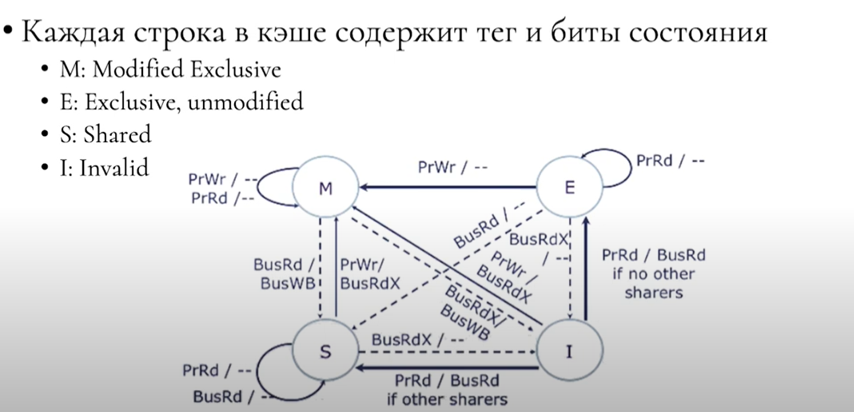 • Каждая строка в кэше содержит тег и биты состояния
• M: Modified Exclusive
• E: Exclusive, unmodified
• S: Shared
• I: Invalid
PrWr / --
PrRd /--
M
PrWr / --
E
PrRd / --
BusRd /
BusWB
PrWr/
BusRdX
BusRd / --
BusRdX
/ --
PrWr /
BusRdX
BusRdX/
BusWB
PrRd / BusRd
if no other
sharers
S
BusRdX / --
I
PrRd / --
BusRd / --
PrRd / BusRd
if other sharers